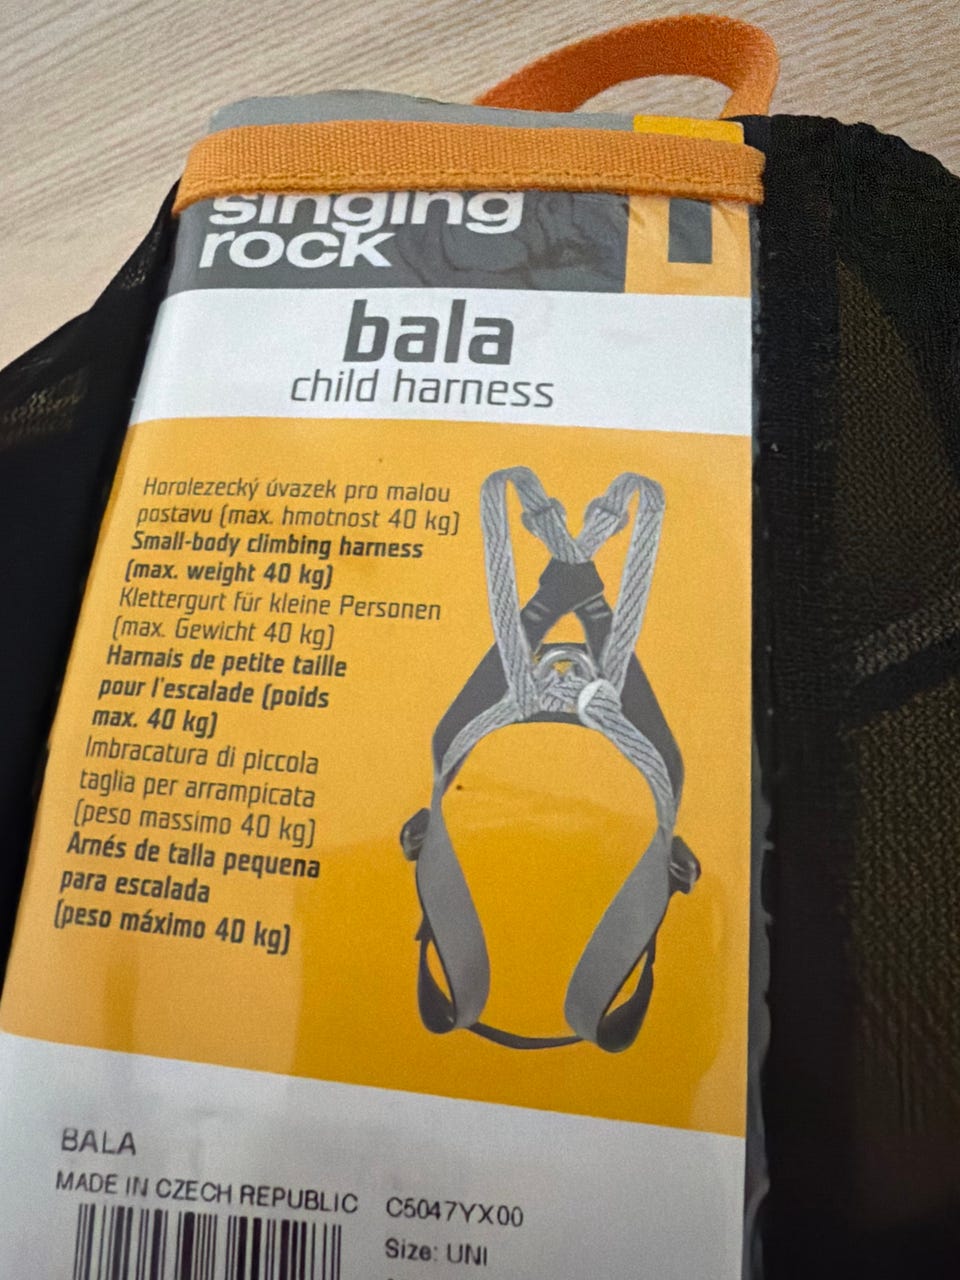 singing
rock
bala
child harness
Horolezecký úvazek pro malou
postavu (max. hmotnost 40 kg)
Small-body climbing harness
(max. weight 40 kg)
Klettergurt für kleine Personen
(max. Gewicht 40 kg)
Harnais de petite taille
pour l'escalade (poids
max. 40 kg)
Imbracatura di piccola
taglia per arrampicata
(peso massimo 40 kg)
Arnés de talla pequena
para escalada
(peso máximo 40 kg)
BALA
MADE IN CZECH REPUBLIC
C5047YX00
Size: UNI